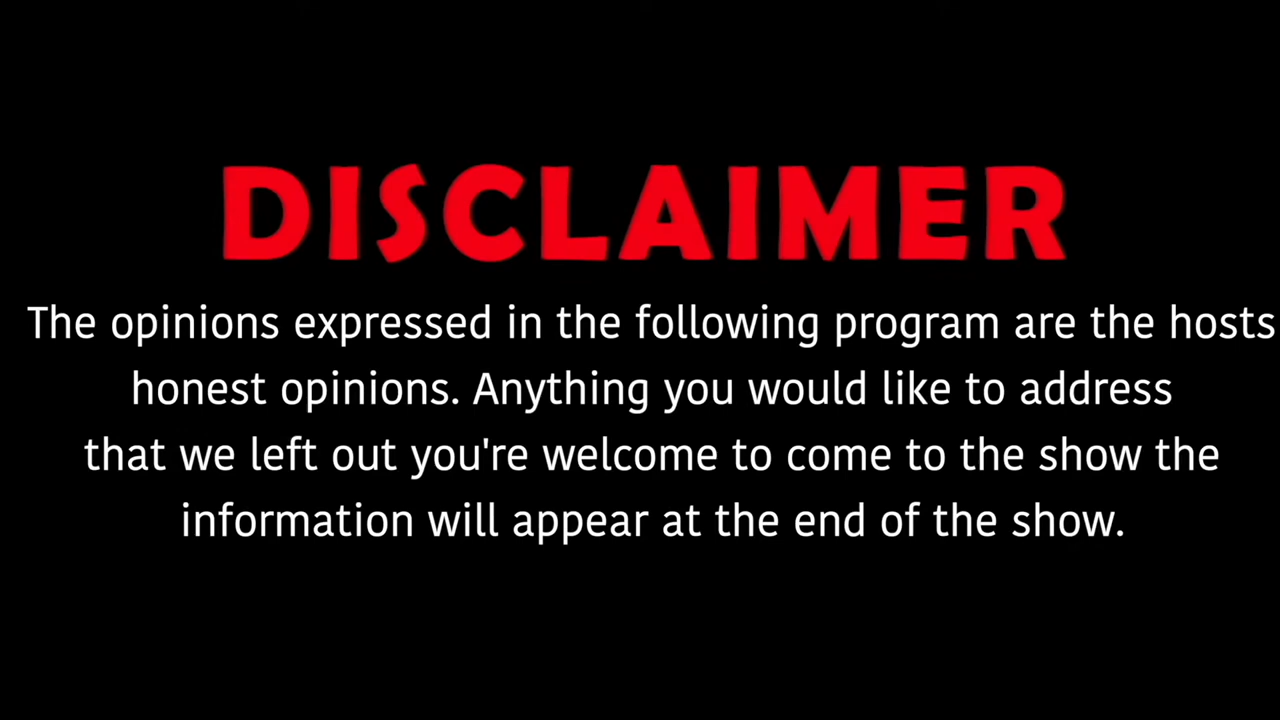 DISCLAIMER
The opinions expressed in the following program are the hosts
honest opinions. Anything you would like to address
that we left out you're welcome to come to the show the
information will appear at the end of the show.